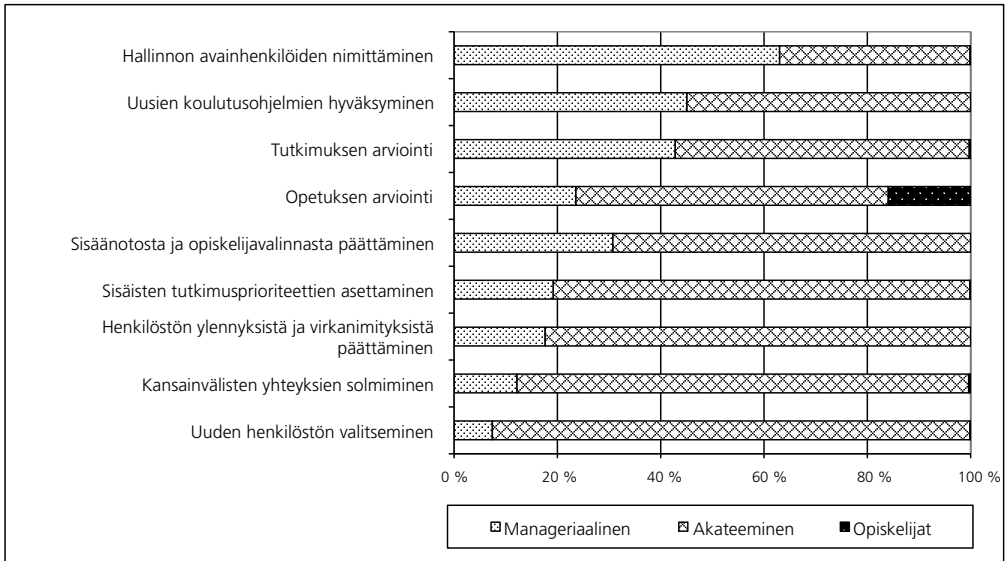 Hallinnon avainhenkilöiden nimittäminen
Uusien koulutusohjelmien hyväksyminen
Tutkimuksen arviointi
Opetuksen arviointi
Sisäänotosta ja opiskelijavalinnasta päättäminen
Sisäisten tutkimusprioriteettien asettaminen
Henkilöstön ylennyksistä ja virkanimityksistä
päättäminen
Kansainvälisten yhteyksien solmiminen
Uuden henkilöstön valitseminen
0 % 20 % 40 % 60 % 80 % 100 %
Manageriaalinen Akateeminen Opiskelijat